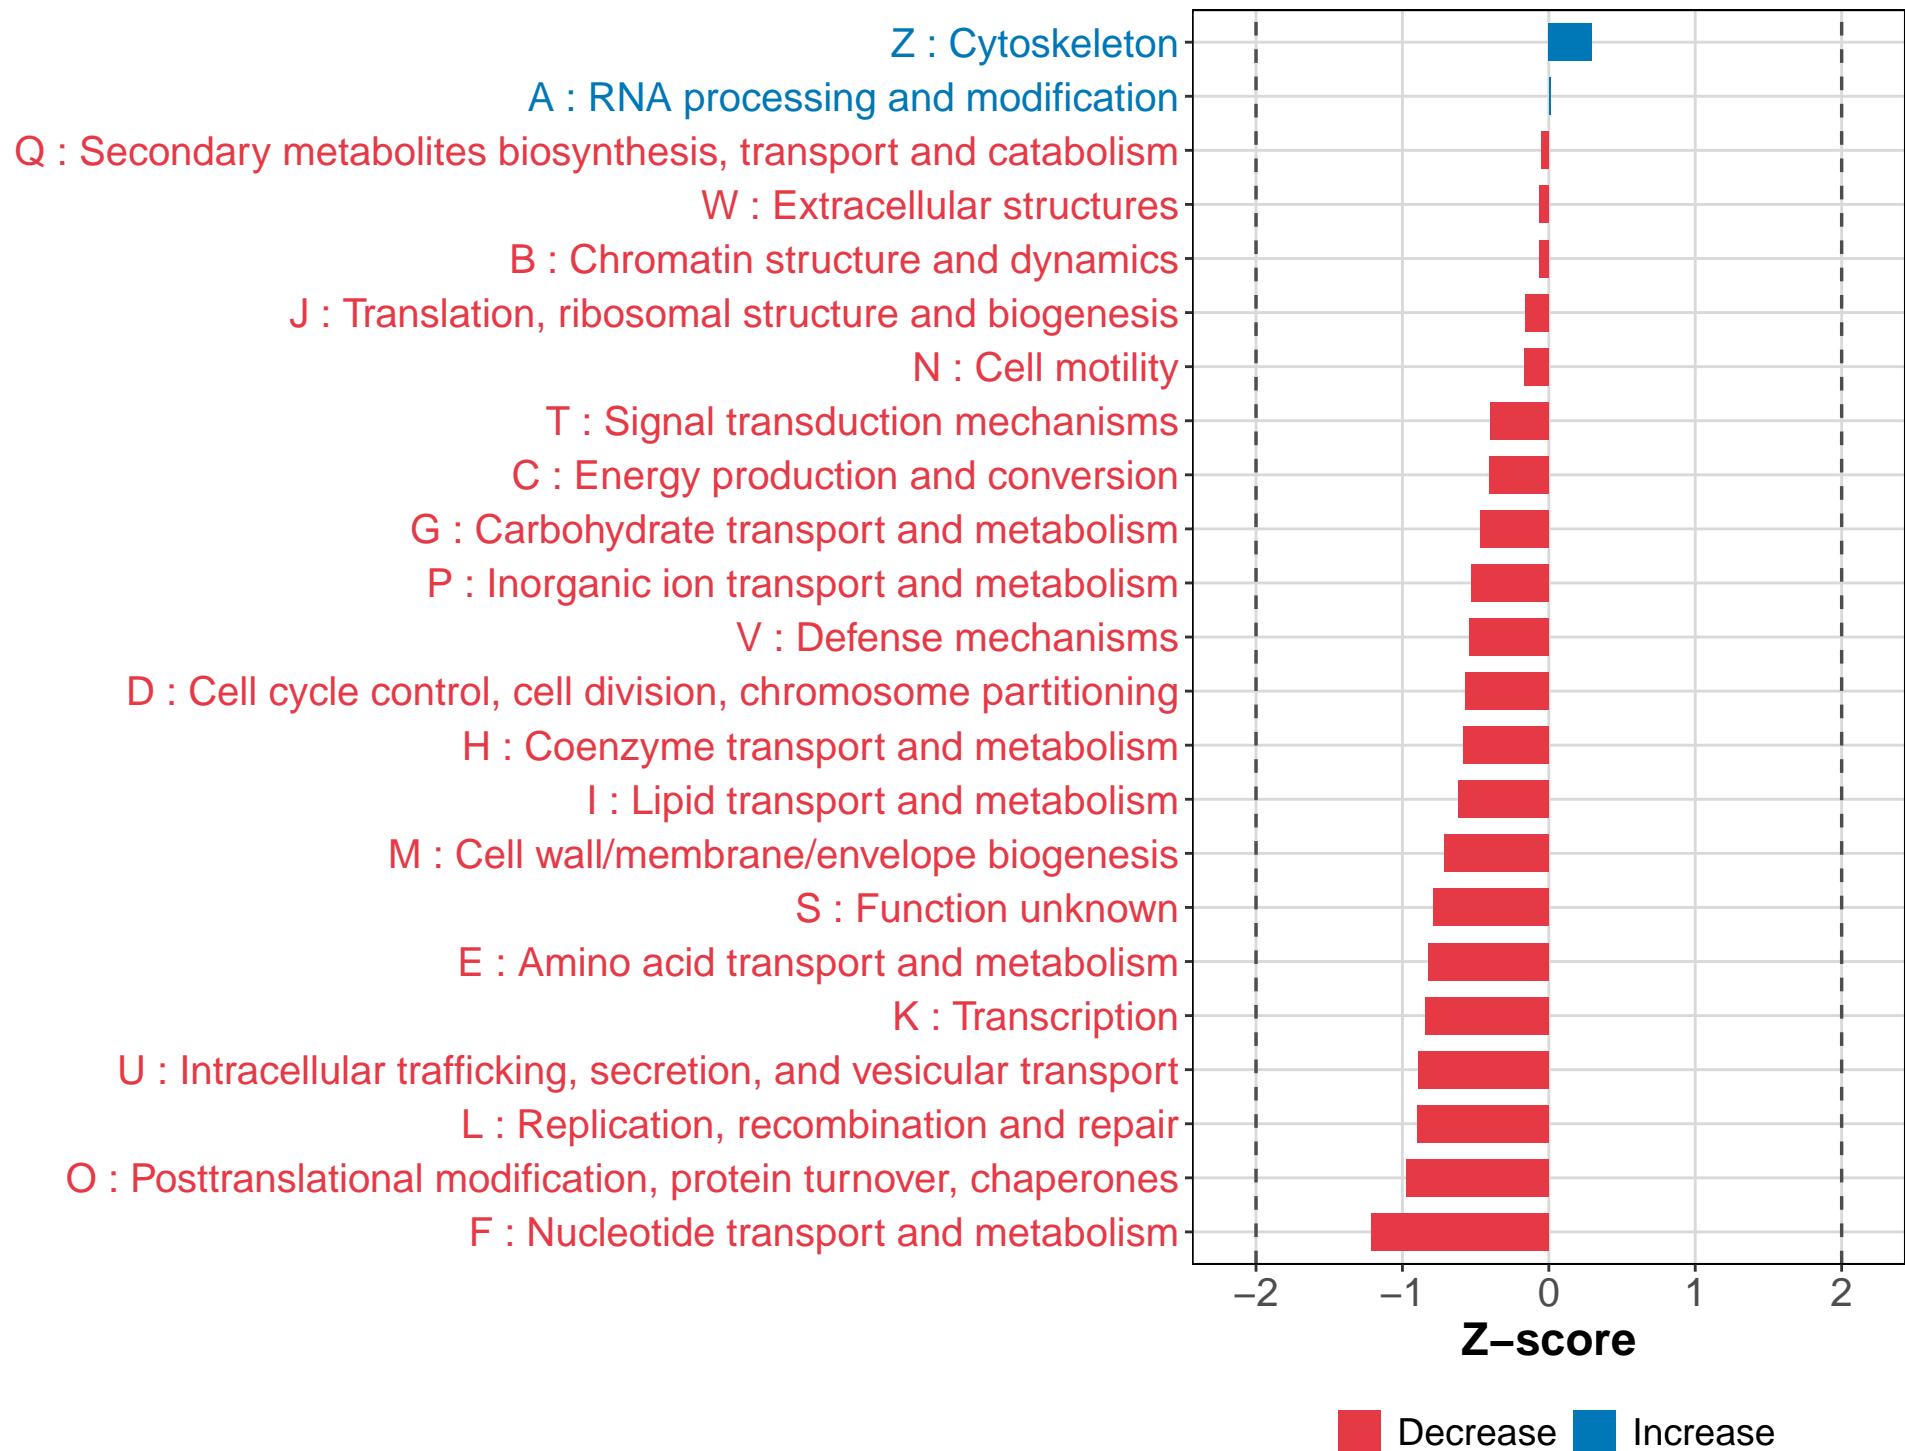 Z : Cytoskeleton
A : RNA processing and modification
Q : Secondary metabolites biosynthesis, transport and catabolism
W : Extracellular structures
B : Chromatin structure and dynamics
J : Translation, ribosomal structure and biogenesis
N : Cell motility
T : Signal transduction mechanisms
C : Energy production and conversion
G : Carbohydrate transport and metabolism
P : Inorganic ion transport and metabolism
V : Defense mechanisms
D : Cell cycle control, cell division, chromosome partitioning
H : Coenzyme transport and metabolism
I : Lipid transport and metabolism
M : Cell wall/membrane/envelope biogenesis
S : Function unknown
E : Amino acid transport and metabolism
K : Transcription
U : Intracellular trafficking, secretion, and vesicular transport
L : Replication, recombination and repair
O : Posttranslational modification, protein turnover, chaperones
F : Nucleotide transport and metabolism
−2 −1 0 1 2
Z−score
Decrease Increase